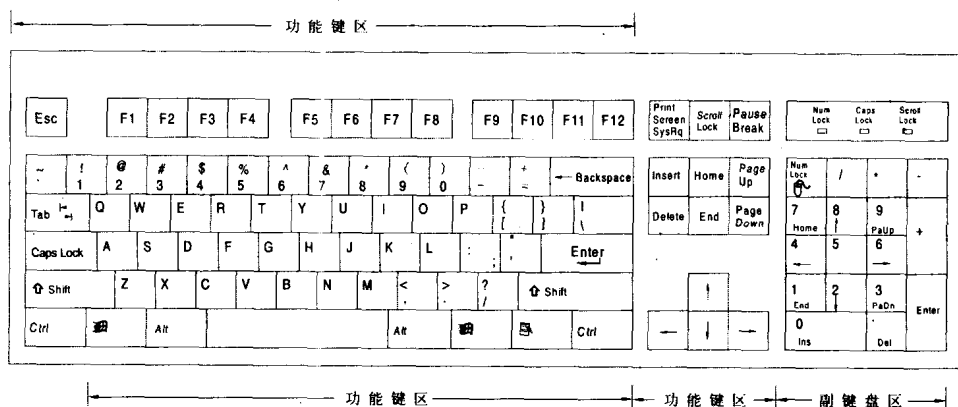 功能键区
Esc F1 F2 F3 F4 F5 F6 F7 F8 F9 F10 F11 F12
Print Screen SysRq
Scroll Lock
Pause Break
Num Lock
Caps Lock
Scroll Lock
~ ! @ # $ % ^ & * ( ) - + ← Backspace
1 2 3 4 5 6 7 8 9 0 - =
Insert Home Page Up
Num Lock / * -
Tab Q W E R T Y U I O P { } |
[ ] \
Delete End Page Down
7 Home 8 ↑ 9 PaUp +
Caps Lock A S D F G H J K L : ; " ' Enter
4 ← 5 6 →
⇧ Shift Z X C V B N M < > ? / ⇧ Shift
↑
1 End 2 ↓ 3 PaDn Enter
Ctrl Alt Alt Ctrl
← ↓ →
0 Ins . Del
功能键区 功能键区 副键盘区